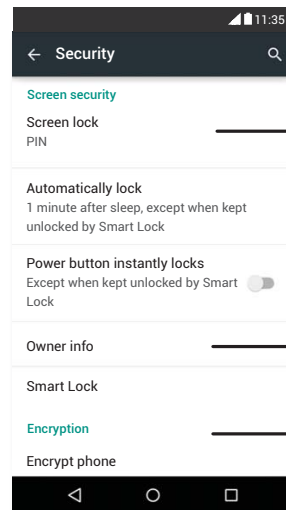 11:35
Security
Screen security
Screen lock
PIN
Automatically lock
1 minute after sleep, except when kept
unlocked by Smart Lock
Power button instantly locks
Except when kept unlocked by Smart
Lock
Owner info
Smart Lock
Encryption
Encrypt phone